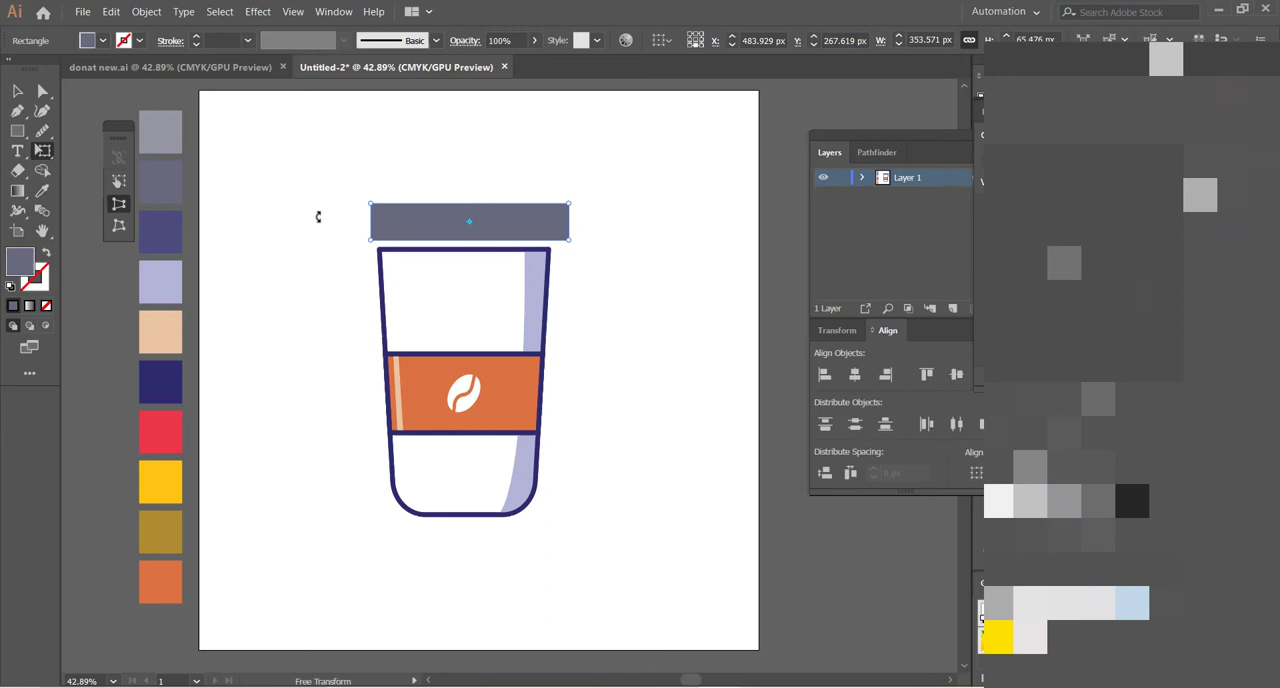 Ai File Edit Object Type Select Effect View Window Help Automation Search Adobe Stock
Rectangle Stroke: Basic Opacity: 100% Style: X: 483.929 px Y: 267.619 px W: 353.571 px H: 65.476 px
donat new.ai @ 42.89% (CMYK/GPU Preview) × Untitled-2* @ 42.89% (CMYK/GPU Preview) ×
Layers Pathfinder
Layer 1
T
1 Layer
Transform Align
Align Objects:
Distribute Objects:
Distribute Spacing: Align
0 px
42.89% 1 Free Transform